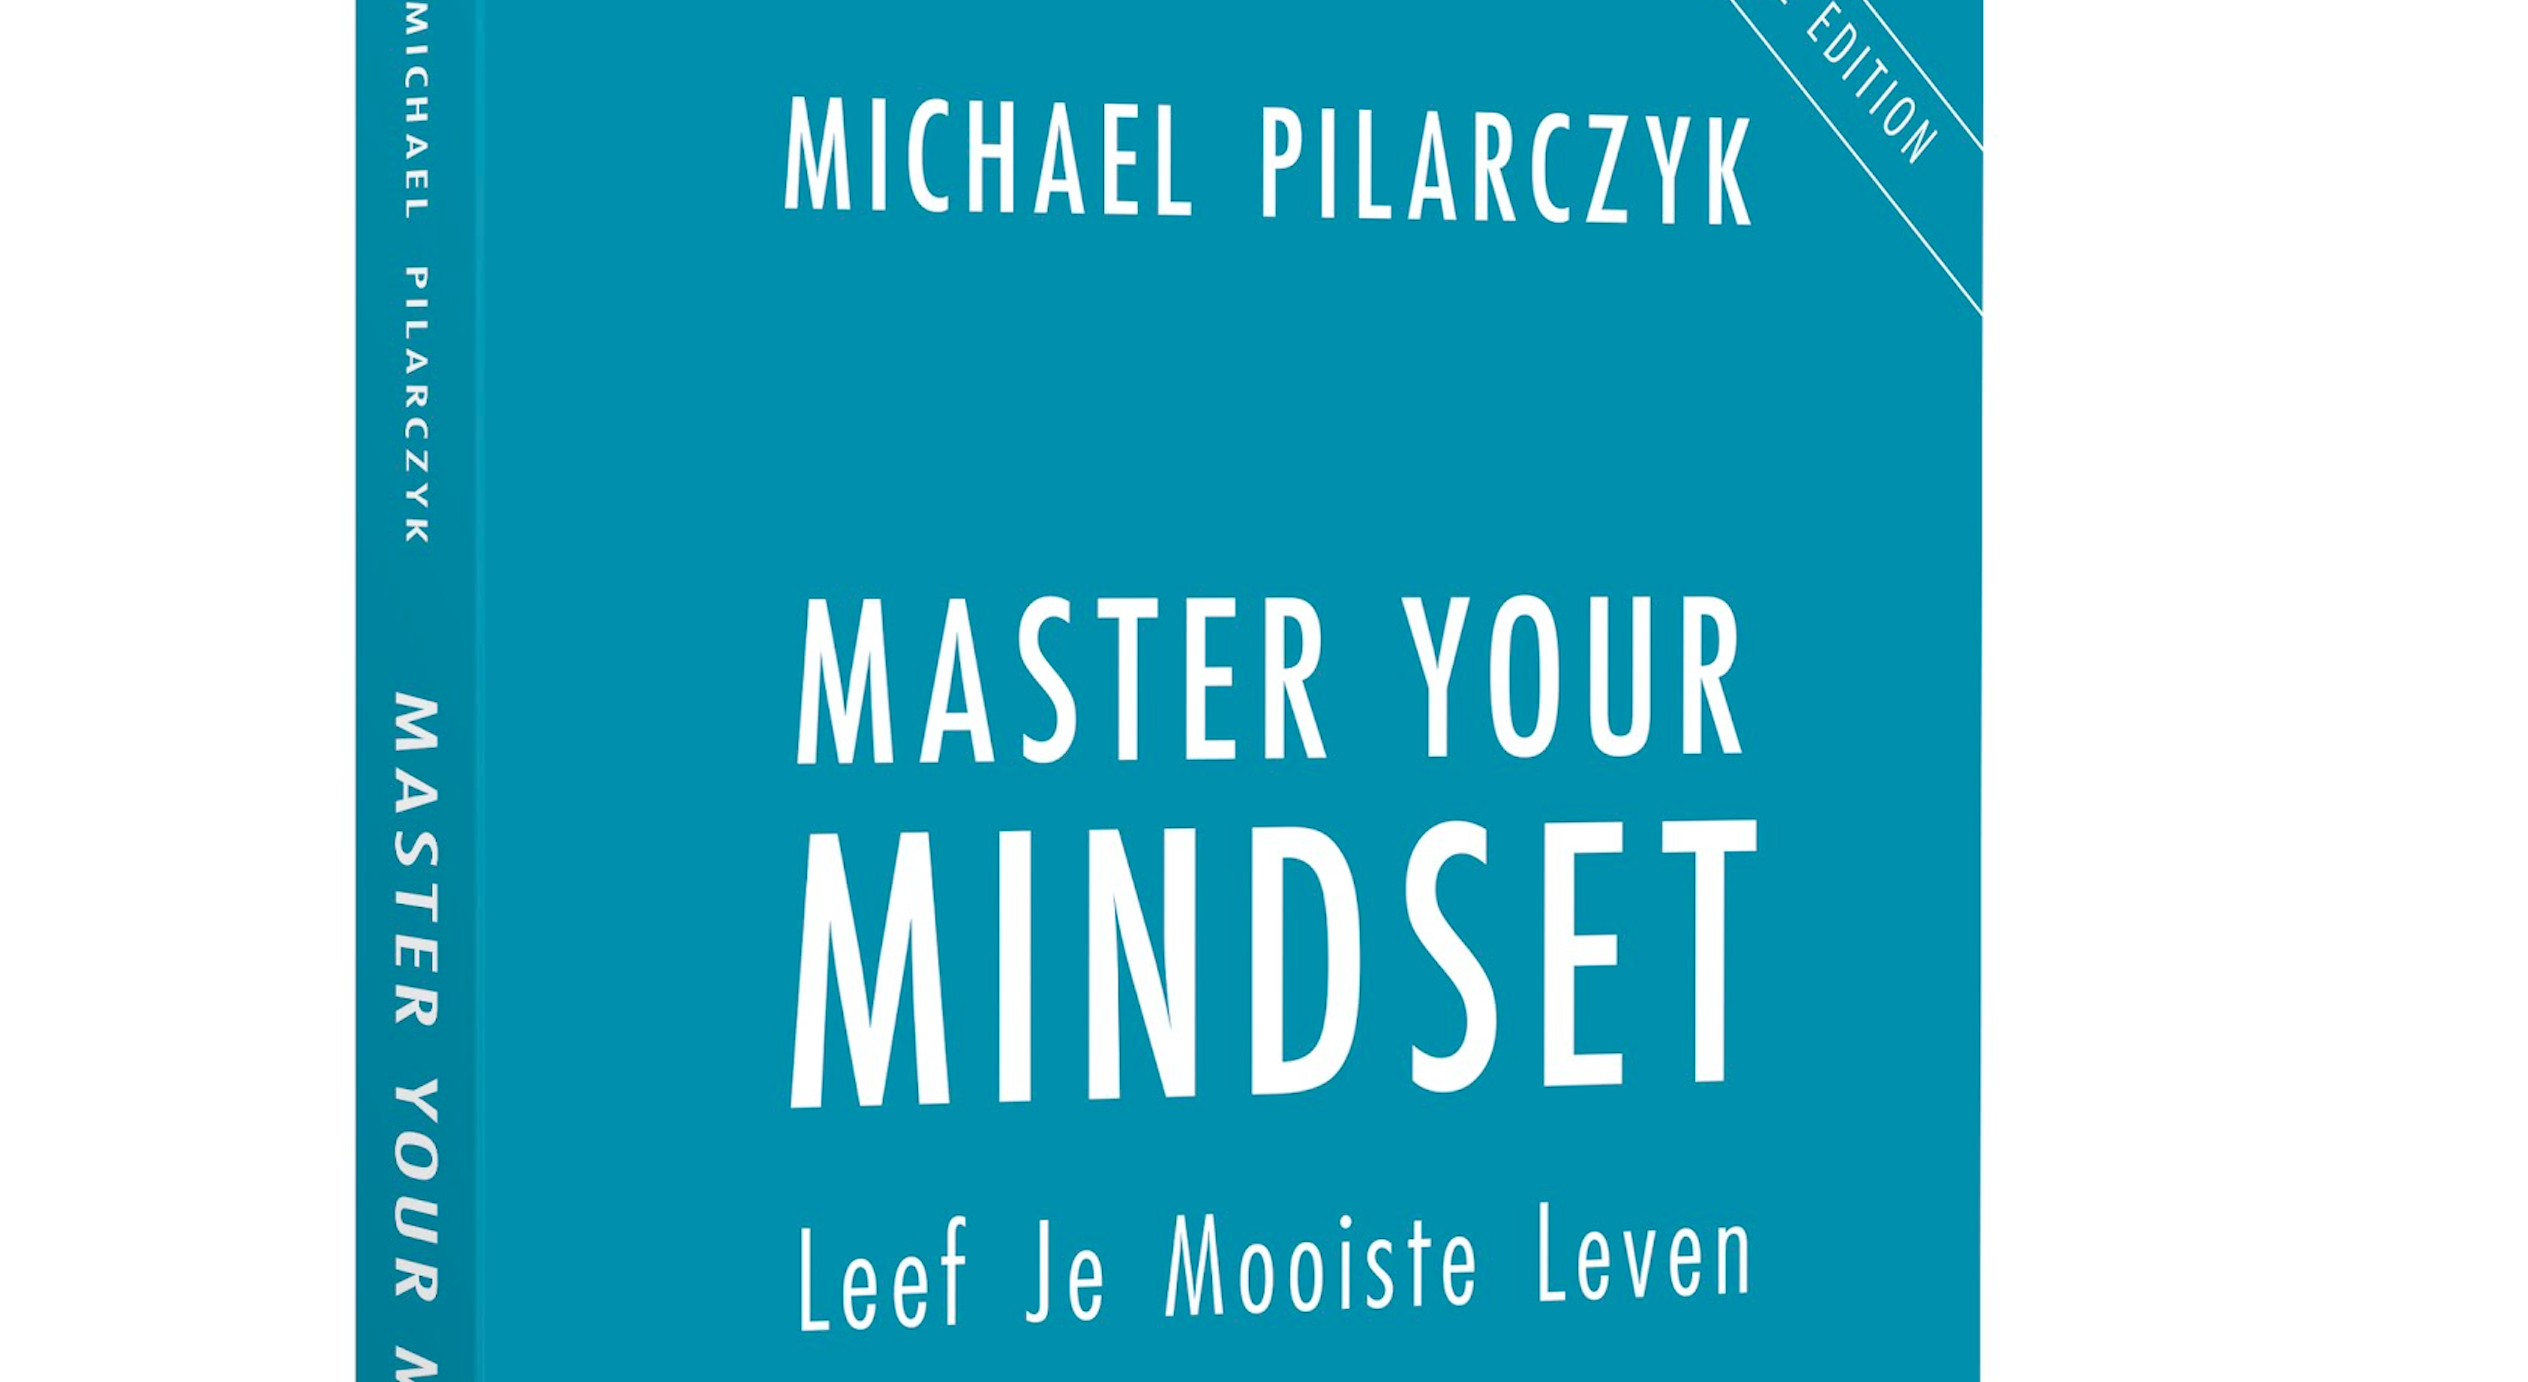 MICHAEL PILARCZYK
EDITION
MASTER YOUR
MINDSET
Leef Je Mooiste Leven
MICHAEL PILARCZYK MASTER YOUR